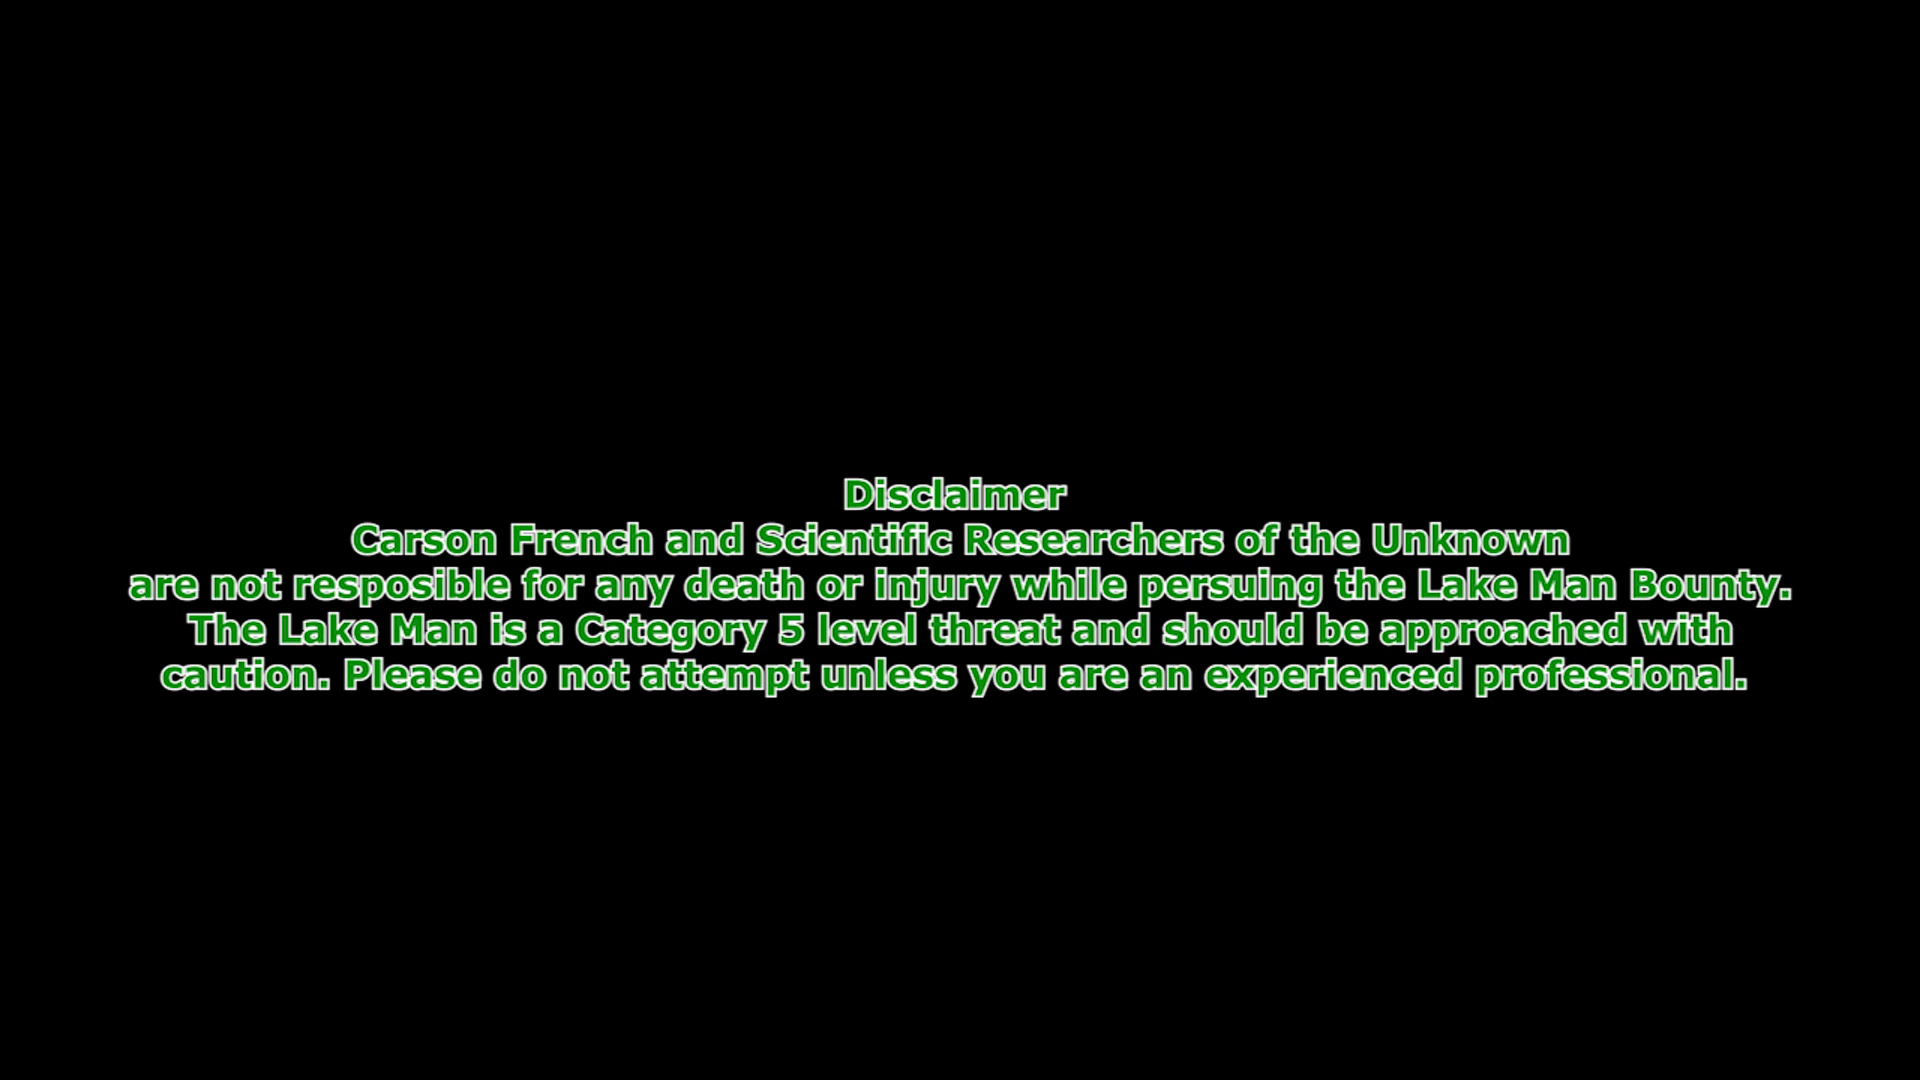 Disclaimer
Carson French and Scientific Researchers of the Unknown
are not resposible for any death or injury while persuing the Lake Man Bounty.
The Lake Man is a Category 5 level threat and should be approached with
caution. Please do not attempt unless you are an experienced professional.